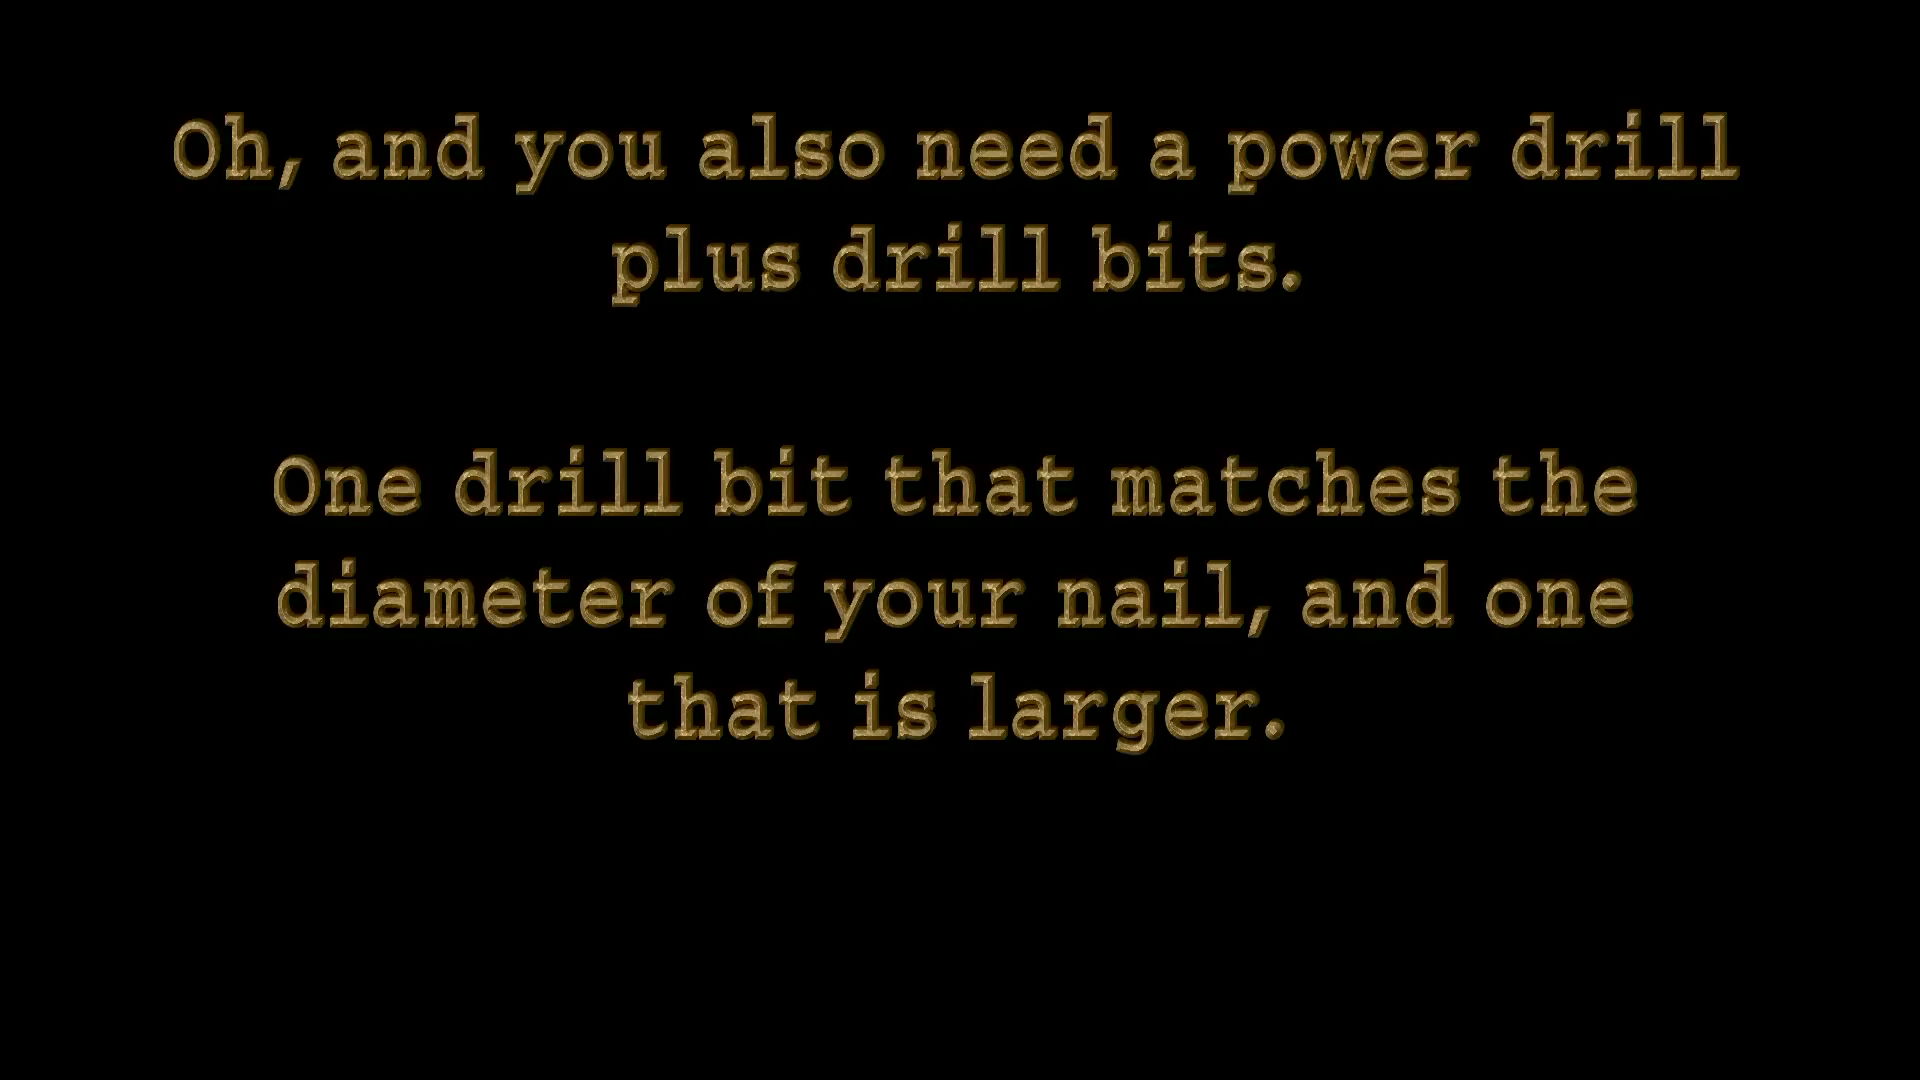 Oh, and you also need a power drill
plus drill bits.
One drill bit that matches the
diameter of your nail, and one
that is larger.